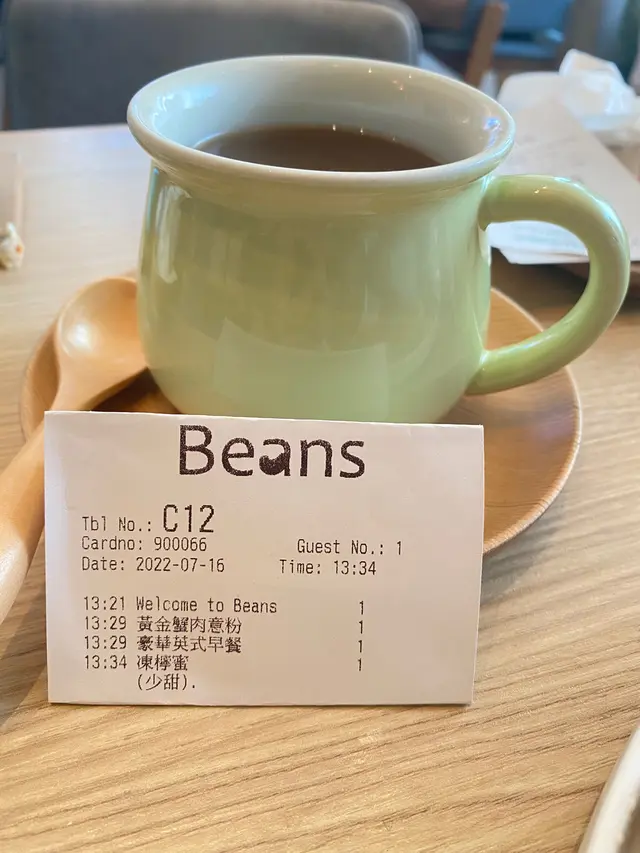 Beans
Tbl No.: C12
Cardno: 900066 Guest No.: 1
Date: 2022-07-16 Time: 13:34
13:21 Welcome to Beans 1
13:29 黃金蟹肉意粉 1
13:29 豪華英式早餐 1
13:34 凍檸蜜 1
(少甜).